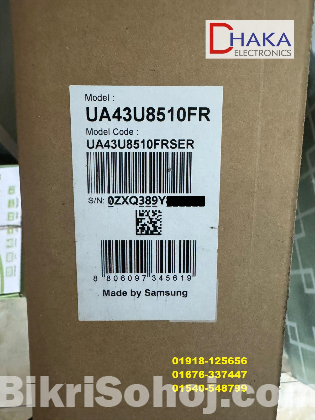 DHAKA
ELECTRONICS
Model :
UA43U8510FR
Model Code :
UA43U8510FRSER
S/N: 0ZXQ389Y
8 806097 345619
Made by Samsung
01918-125656
01676-337447
01540-548799
BikriSohoj.com